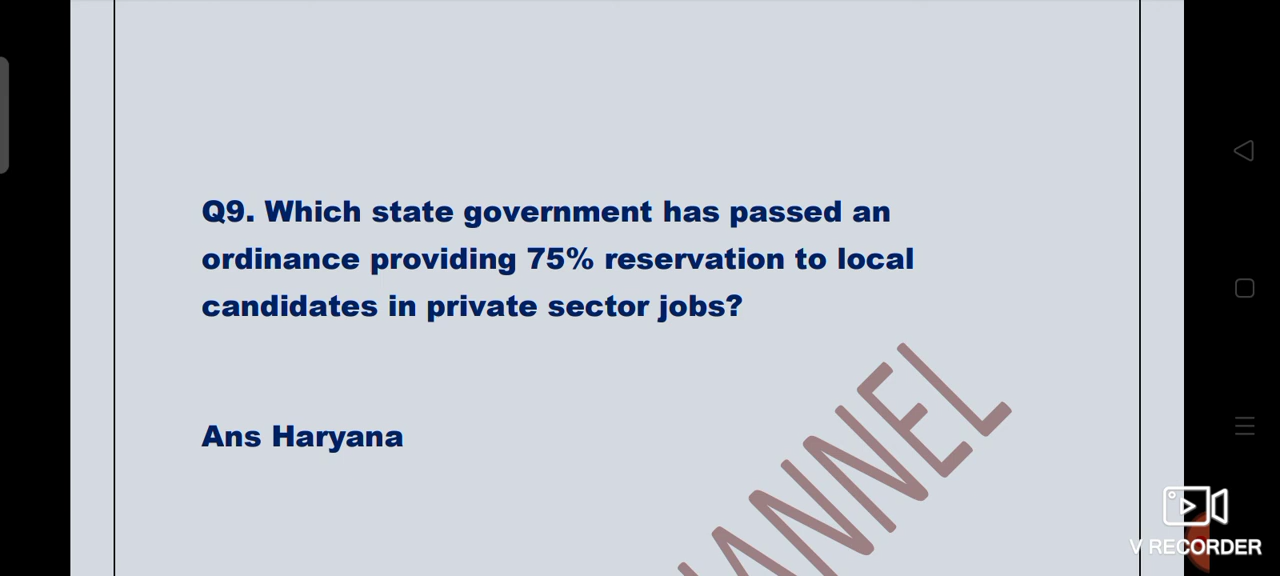 Q9. Which state government has passed an
ordinance providing 75% reservation to local
candidates in private sector jobs?
Ans Haryana
V RECORDER